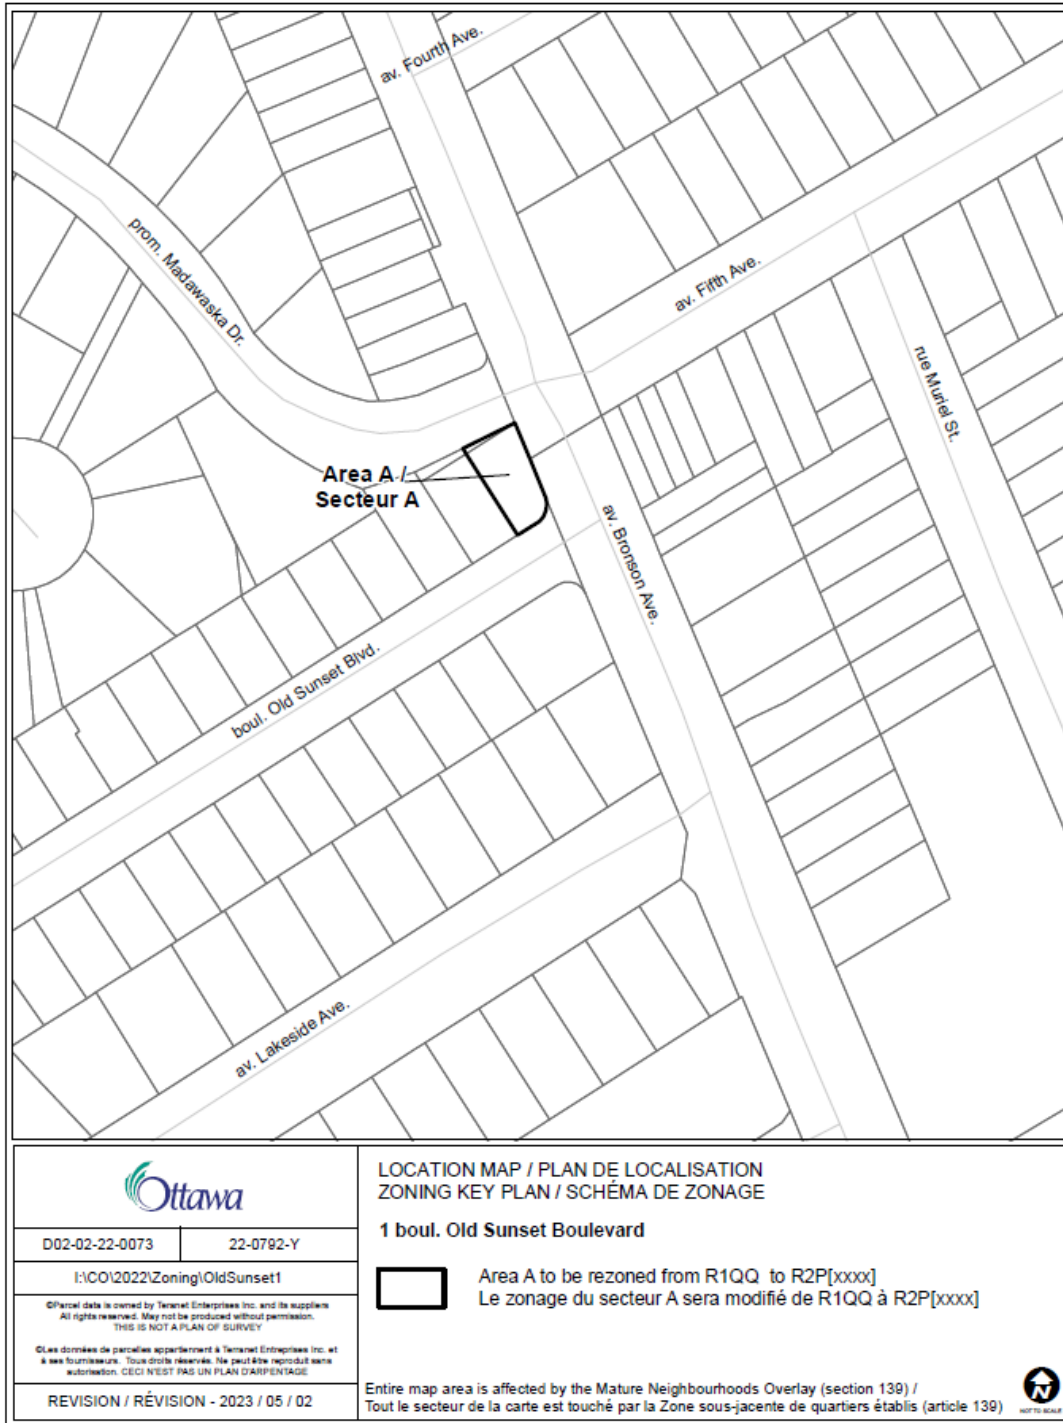 av. Fourth Ave.
prom. Madawaska Dr.
av. Fifth Ave.
rue Muriel St.
Area A /
Secteur A
av. Bronson Ave.
boul. Old Sunset Blvd.
av. Lakeside Ave.
Ottawa
D02-02-22-0073
22-0792-Y
I:\CO\2022\Zoning\OldSunset1
©Parcel data is owned by Teranet Enterprises Inc. and its suppliers
All rights reserved. May not be produced without permission.
THIS IS NOT A PLAN OF SURVEY
©Les données de parcelles appartiennent à Terranet Entreprises Inc. et
à ses fournisseurs. Tous droits réservés. Ne peut être reproduit sans
autorisation. CECI N'EST PAS UN PLAN D'ARPENTAGE
REVISION / RÉVISION - 2023 / 05 / 02
LOCATION MAP / PLAN DE LOCALISATION
ZONING KEY PLAN / SCHÉMA DE ZONAGE
1 boul. Old Sunset Boulevard
Area A to be rezoned from R1QQ to R2P[xxxx]
Le zonage du secteur A sera modifié de R1QQ à R2P[xxxx]
Entire map area is affected by the Mature Neighbourhoods Overlay (section 139) /
Tout le secteur de la carte est touché par la Zone sous-jacente de quartiers établis (article 139)
N
NOT TO SCALE